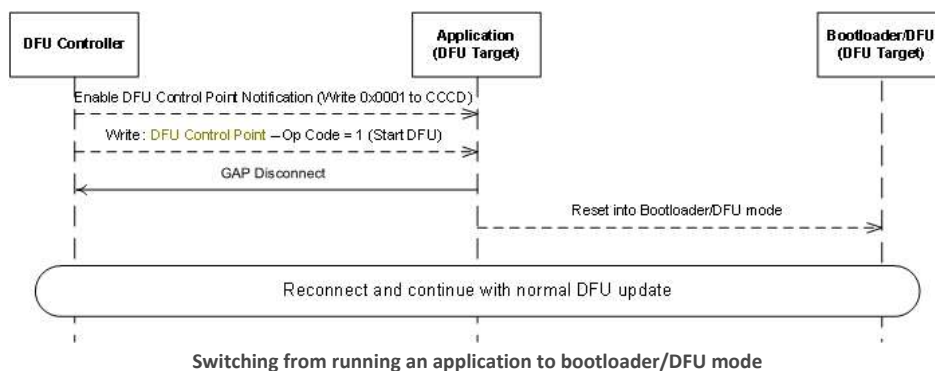 DFU Controller
Application
(DFU Target)
Bootloader/DFU
(DFU Target)
Enable DFU Control Point Notification (Write 0x0001 to CCCD)
Write: DFU Control Point – Op Code = 1 (Start DFU)
GAP Disconnect
Reset into Bootloader/DFU mode
Reconnect and continue with normal DFU update
Switching from running an application to bootloader/DFU mode